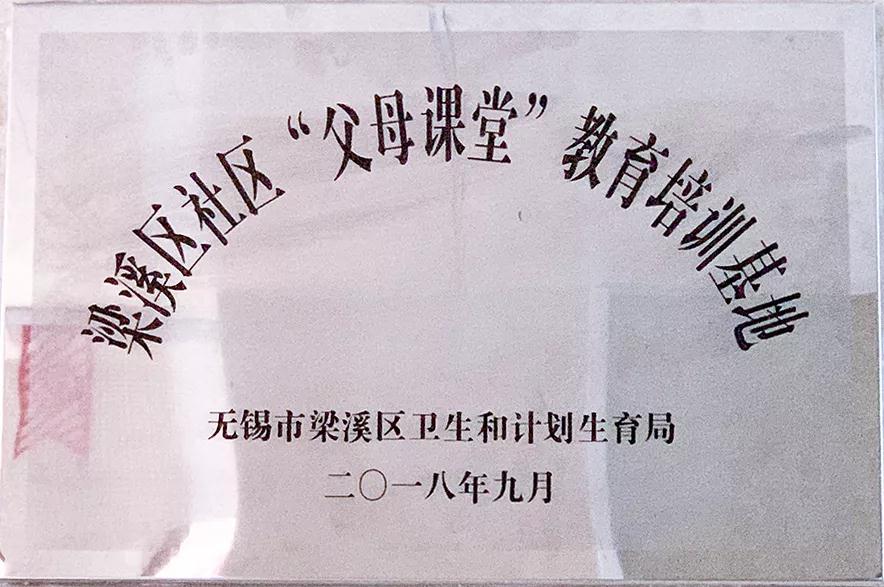 梁溪区社区“父母课堂”教育培训基地
无锡市梁溪区卫生和计划生育局
二〇一八年九月